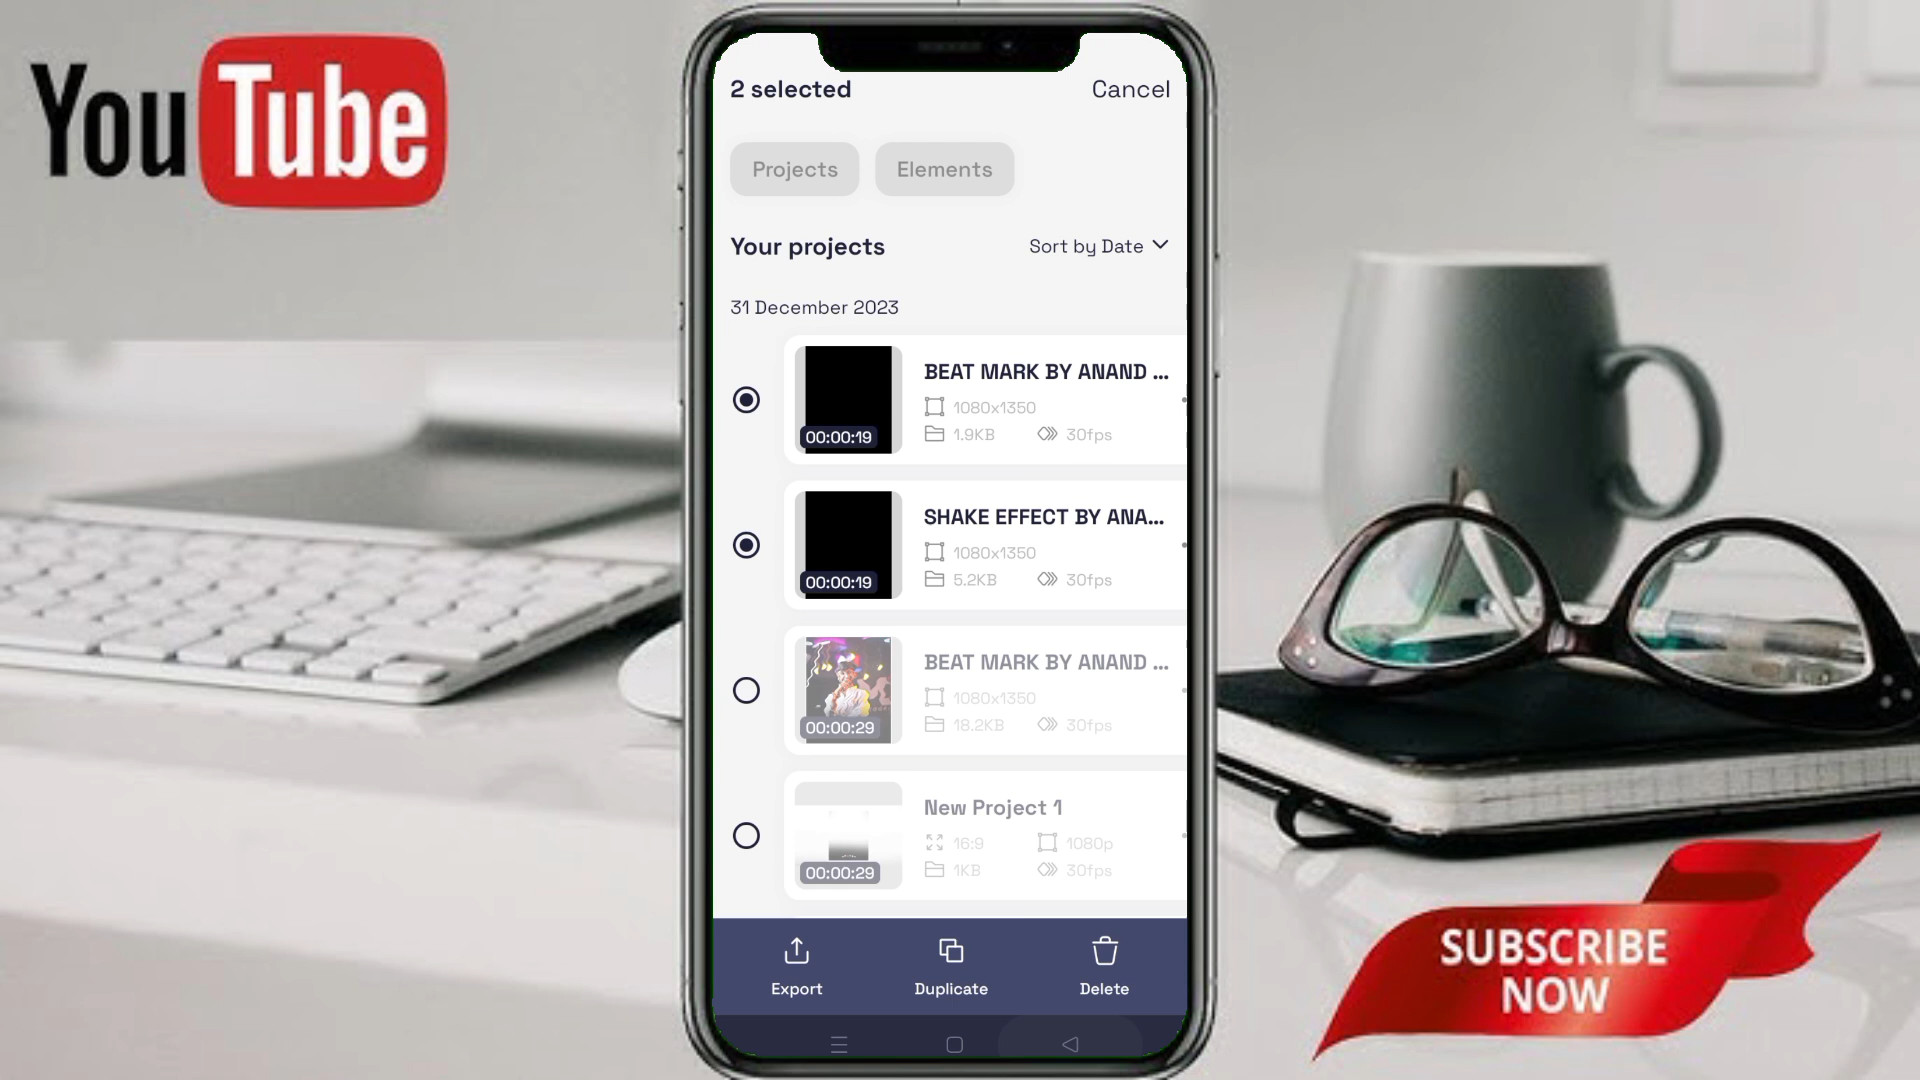 YouTube
2 selected
Cancel
Projects
Elements
Your projects
Sort by Date
31 December 2023
BEAT MARK BY ANAND ...
1080x1350
1.9KB
30fps
00:00:19
SHAKE EFFECT BY ANA...
1080x1350
5.2KB
30fps
00:00:19
BEAT MARK BY ANAND ...
1080x1350
18.2KB
30fps
00:00:29
New Project 1
16:9
1080p
1KB
30fps
00:00:29
Export
Duplicate
Delete
SUBSCRIBE
NOW